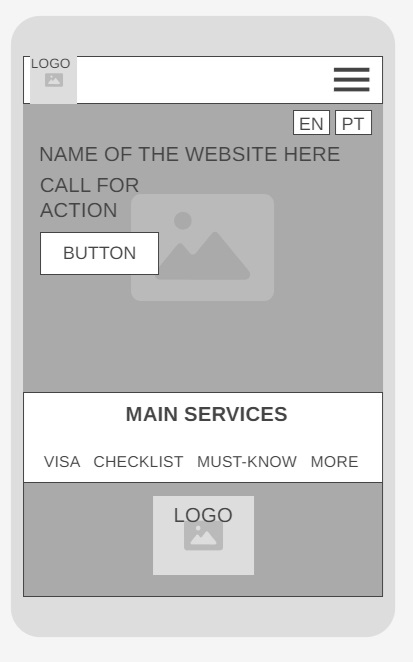 LOGO
EN PT
NAME OF THE WEBSITE HERE
CALL FOR
ACTION
BUTTON
MAIN SERVICES
VISA CHECKLIST MUST-KNOW MORE
LOGO